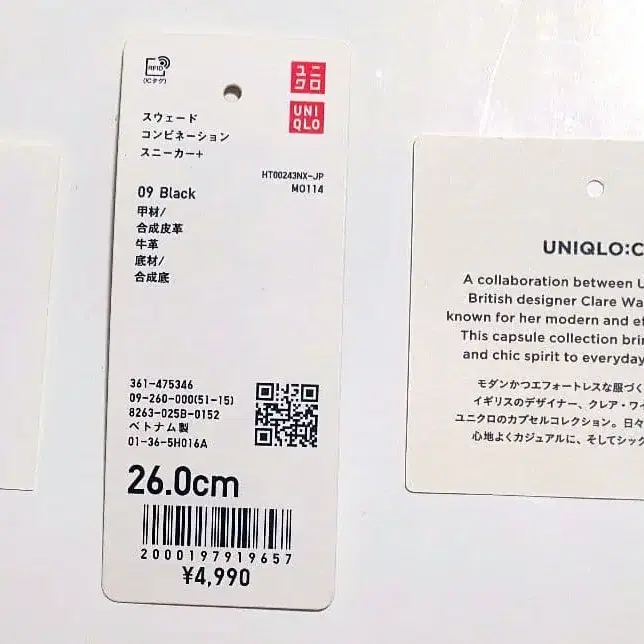 RFID
(ICタグ)
ユニ
クロ
UNI
QLO
スウェード
コンビネーション
スニーカー+
HT00243NX-JP
M0114
09 Black
甲材/
合成皮革
牛革
底材/
合成底
361-475346
09-260-000(51-15)
8263-025B-0152
ベトナム製
01-36-5H016A
26.0cm
2000197919657
¥4,990
UNIQLO:C
A collaboration between U
British designer Clare Wa
known for her modern and ef
This capsule collection brin
and chic spirit to everyday
モダンかつエフォートレスな服づく
イギリスのデザイナー、クレア・ワイ
ユニクロのカプセルコレクション。日々
心地よくカジュアルに、そしてシック